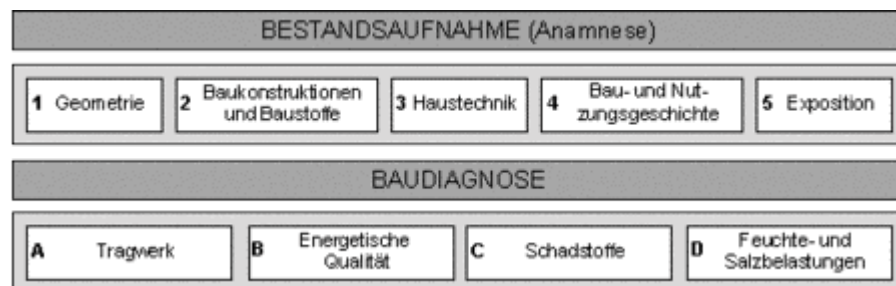 BESTANDSAUFNAHME (Anamnese)
1 Geometrie
2 Baukonstruktionen
und Baustoffe
3 Haustechnik
4 Bau- und Nut-
zungsgeschichte
5 Exposition
BAUDIAGNOSE
A Tragwerk
B Energetische
Qualität
C Schadstoffe
D Feuchte- und
Salzbelastungen